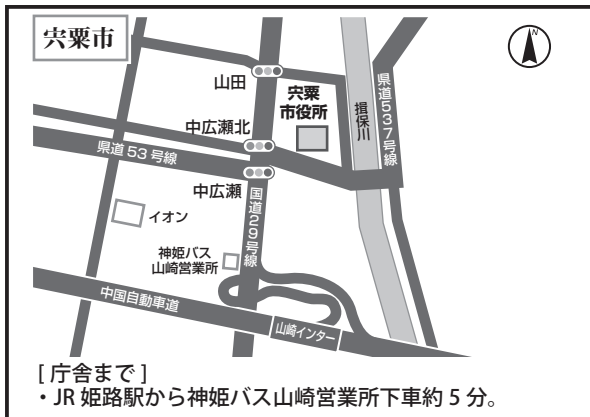 宍粟市
N
山田
宍粟
市役所
揖保川
県道537号線
中広瀬北
県道53号線
中広瀬
国道29号線
イオン
神姫バス
山崎営業所
中国自動車道
山崎インター
[庁舎まで]
・JR姫路駅から神姫バス山崎営業所下車約5分。